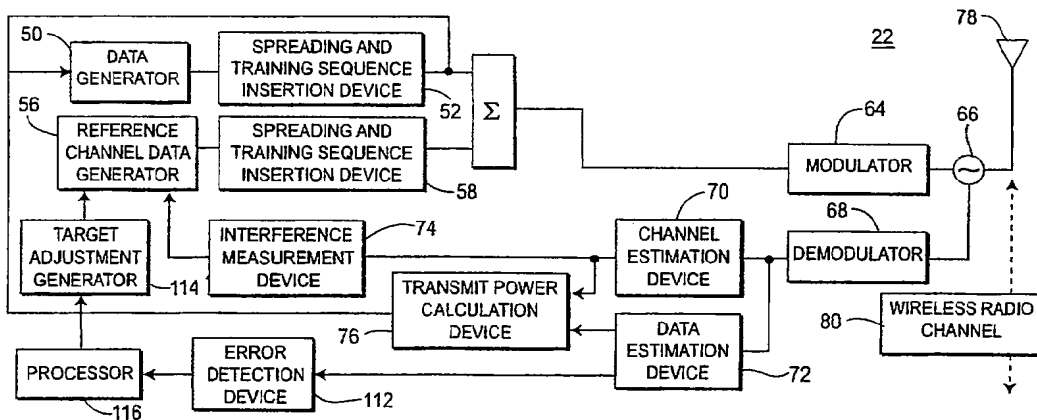 50
DATA
GENERATOR
SPREADING AND
TRAINING SEQUENCE
INSERTION DEVICE
52
22
78
56
REFERENCE
CHANNEL DATA
GENERATOR
SPREADING AND
TRAINING SEQUENCE
INSERTION DEVICE
58
Σ
64
MODULATOR
66
TARGET
ADJUSTMENT
GENERATOR
114
INTERFERENCE
MEASUREMENT
DEVICE
74
70
CHANNEL
ESTIMATION
DEVICE
68
DEMODULATOR
TRANSMIT POWER
CALCULATION
DEVICE
76
DATA
ESTIMATION
DEVICE
72
80
WIRELESS RADIO
CHANNEL
PROCESSOR
116
ERROR
DETECTION
DEVICE
112